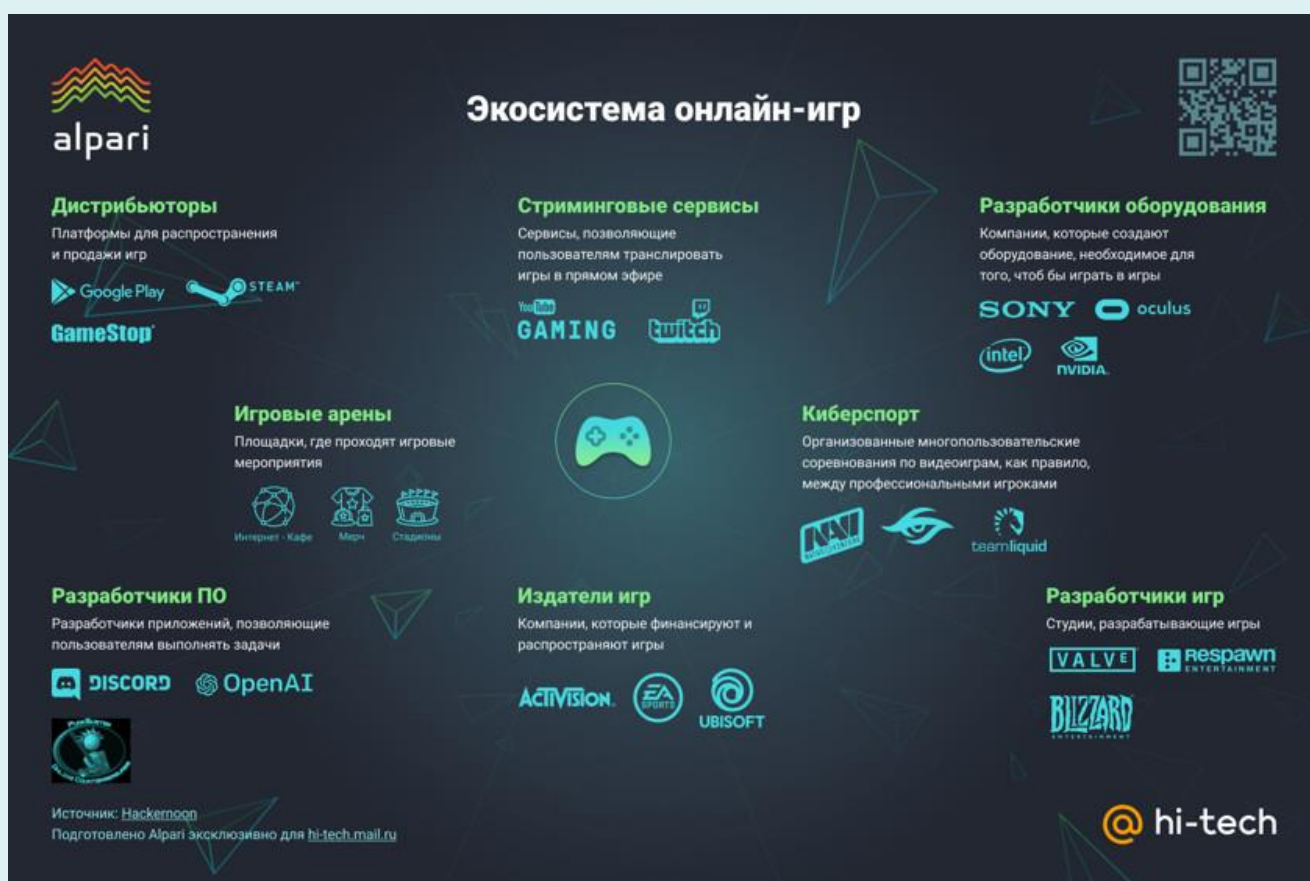 alpari
Экосистема онлайн-игр
Дистрибьюторы
Платформы для распространения
и продажи игр
Google Play
STEAM™
GameStop
Стриминговые сервисы
Сервисы, позволяющие
пользователям транслировать
игры в прямом эфире
YouTube
GAMING
twitch
Разработчики оборудования
Компании, которые создают
оборудование, необходимое для
того, чтоб бы играть в игры
SONY
oculus
intel
NVIDIA.
Игровые арены
Площадки, где проходят игровые
мероприятия
Интернет - Кафе
Мерч
Стадионы
Киберспорт
Организованные многопользовательские
соревнования по видеоиграм, как правило,
между профессиональными игроками
NAVI
teamliquid
Разработчики ПО
Разработчики приложений, позволяющие
пользователям выполнять задачи
DISCORD
OpenAI
Издатели игр
Компании, которые финансируют и
распространяют игры
ACTIVISION.
EA
SPORTS
UBISOFT
Разработчики игр
Студии, разрабатывающие игры
VALVE
Respawn
ENTERTAINMENT
BLIZZARD
ENTERTAINMENT
Источник: Hackernoon
Подготовлено Alpari эксклюзивно для hi-tech.mail.ru
@ hi-tech